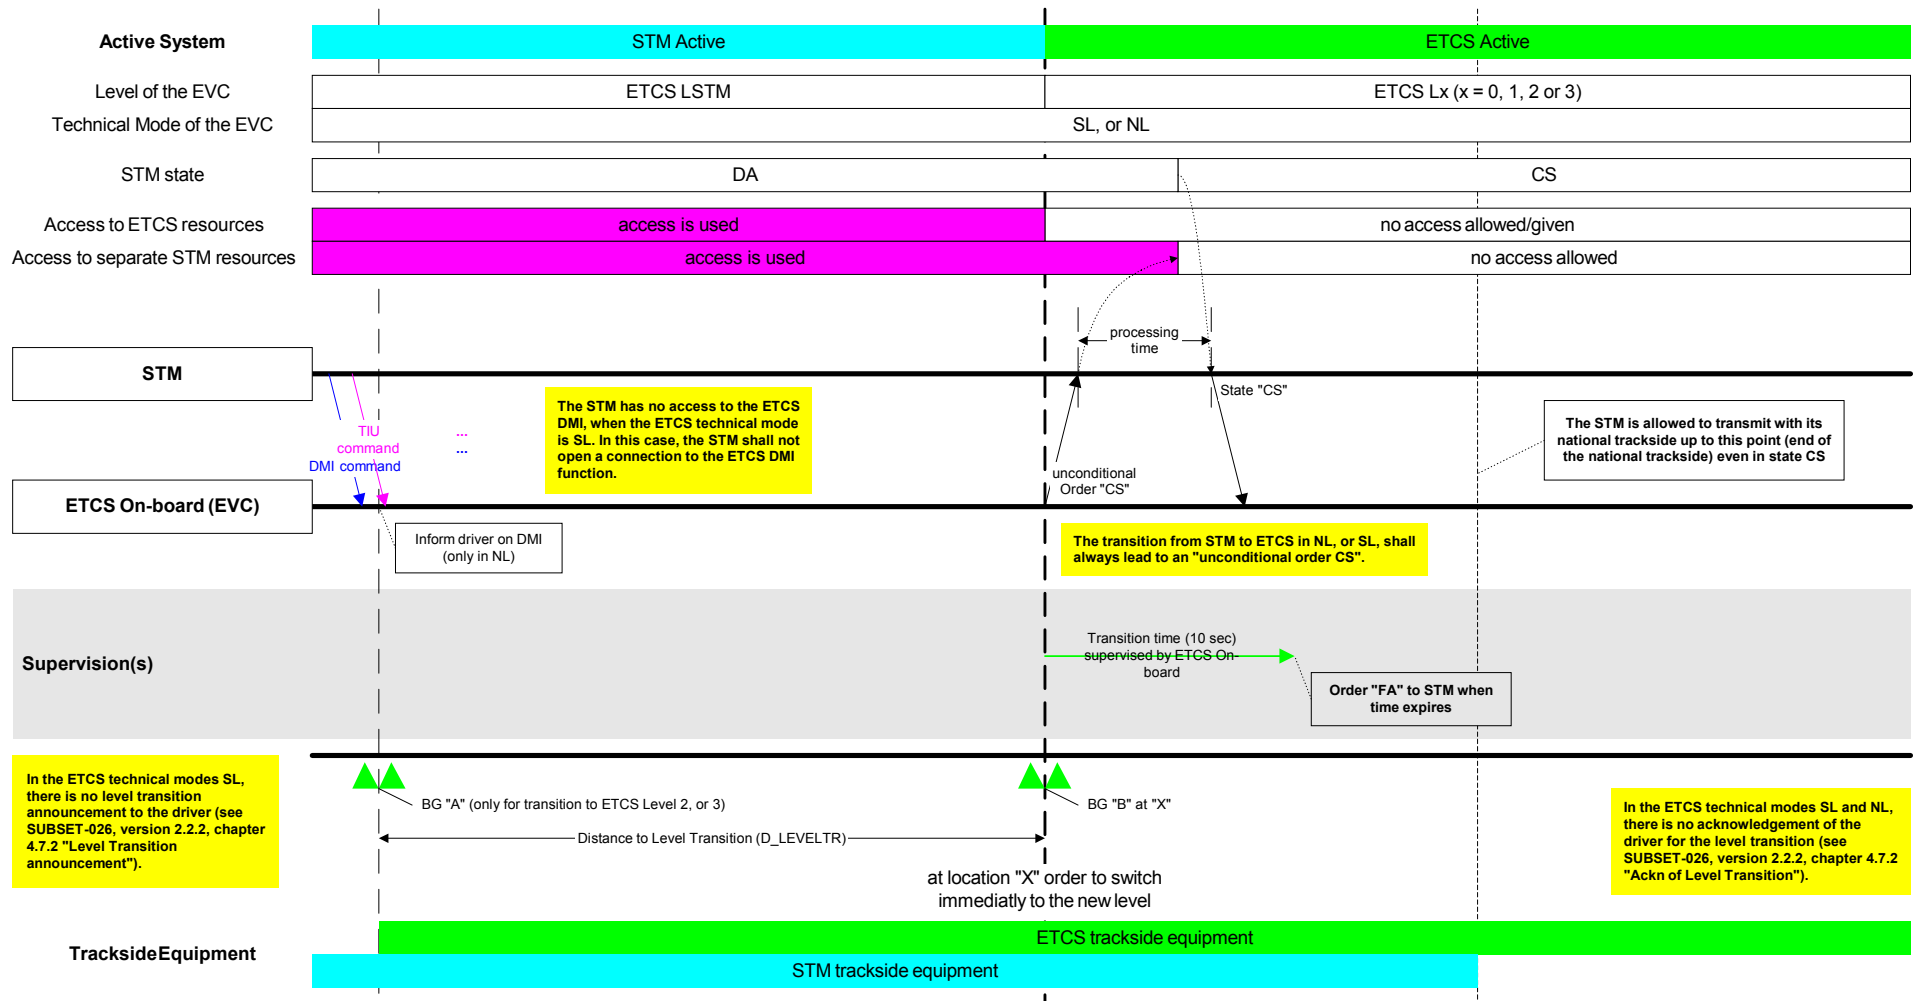 Active System
STM Active
ETCS Active
Level of the EVC
ETCS LSTM
ETCS Lx (x = 0, 1, 2 or 3)
Technical Mode of the EVC
SL, or NL
STM state
DA
CS
Access to ETCS resources
access is used
no access allowed/given
Access to separate STM resources
access is used
no access allowed
processing
time
STM
State "CS"
The STM has no access to the ETCS
DMI, when the ETCS technical mode
is SL. In this case, the STM shall not
open a connection to the ETCS DMI
function.
The STM is allowed to transmit with its
national trackside up to this point (end of
the national trackside) even in state CS
TIU
command
DMI command
...
...
unconditional
Order "CS"
ETCS On-board (EVC)
Inform driver on DMI
(only in NL)
The transition from STM to ETCS in NL, or SL, shall
always lead to an "unconditional order CS".
Supervision(s)
Transition time (10 sec)
supervised by ETCS On-
board
Order "FA" to STM when
time expires
In the ETCS technical modes SL,
there is no level transition
announcement to the driver (see
SUBSET-026, version 2.2.2, chapter
4.7.2 "Level Transition
announcement").
BG "A" (only for transition to ETCS Level 2, or 3)
BG "B" at "X"
Distance to Level Transition (D_LEVELTR)
In the ETCS technical modes SL and NL,
there is no acknowledgement of the
driver for the level transition (see
SUBSET-026, version 2.2.2, chapter 4.7.2
"Ackn of Level Transition").
at location "X" order to switch
immediatly to the new level
Trackside Equipment
ETCS trackside equipment
STM trackside equipment